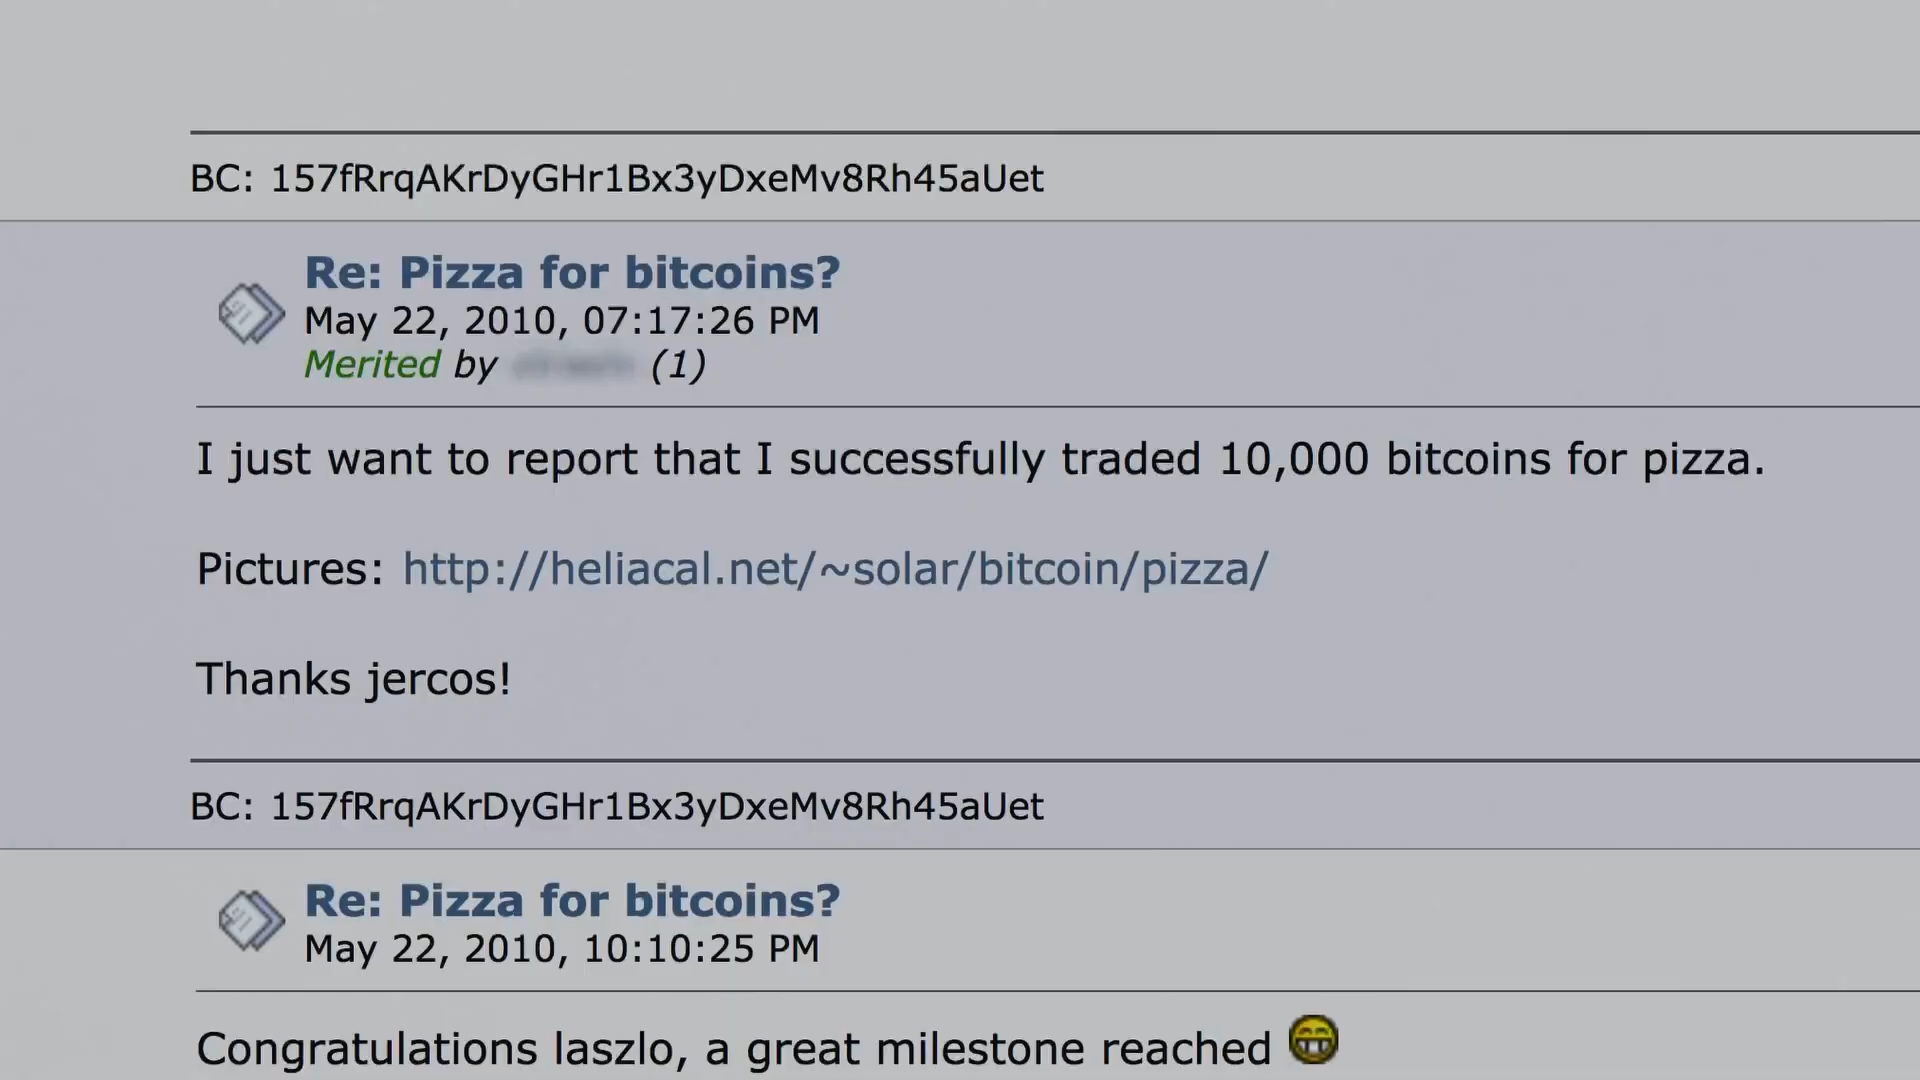 BC: 157fRrqAKrDyGHr1Bx3yDxeMv8Rh45aUet
Re: Pizza for bitcoins?
May 22, 2010, 07:17:26 PM
Merited by (1)
I just want to report that I successfully traded 10,000 bitcoins for pizza.
Pictures: http://heliacal.net/~solar/bitcoin/pizza/
Thanks jercos!
BC: 157fRrqAKrDyGHr1Bx3yDxeMv8Rh45aUet
Re: Pizza for bitcoins?
May 22, 2010, 10:10:25 PM
Congratulations laszlo, a great milestone reached